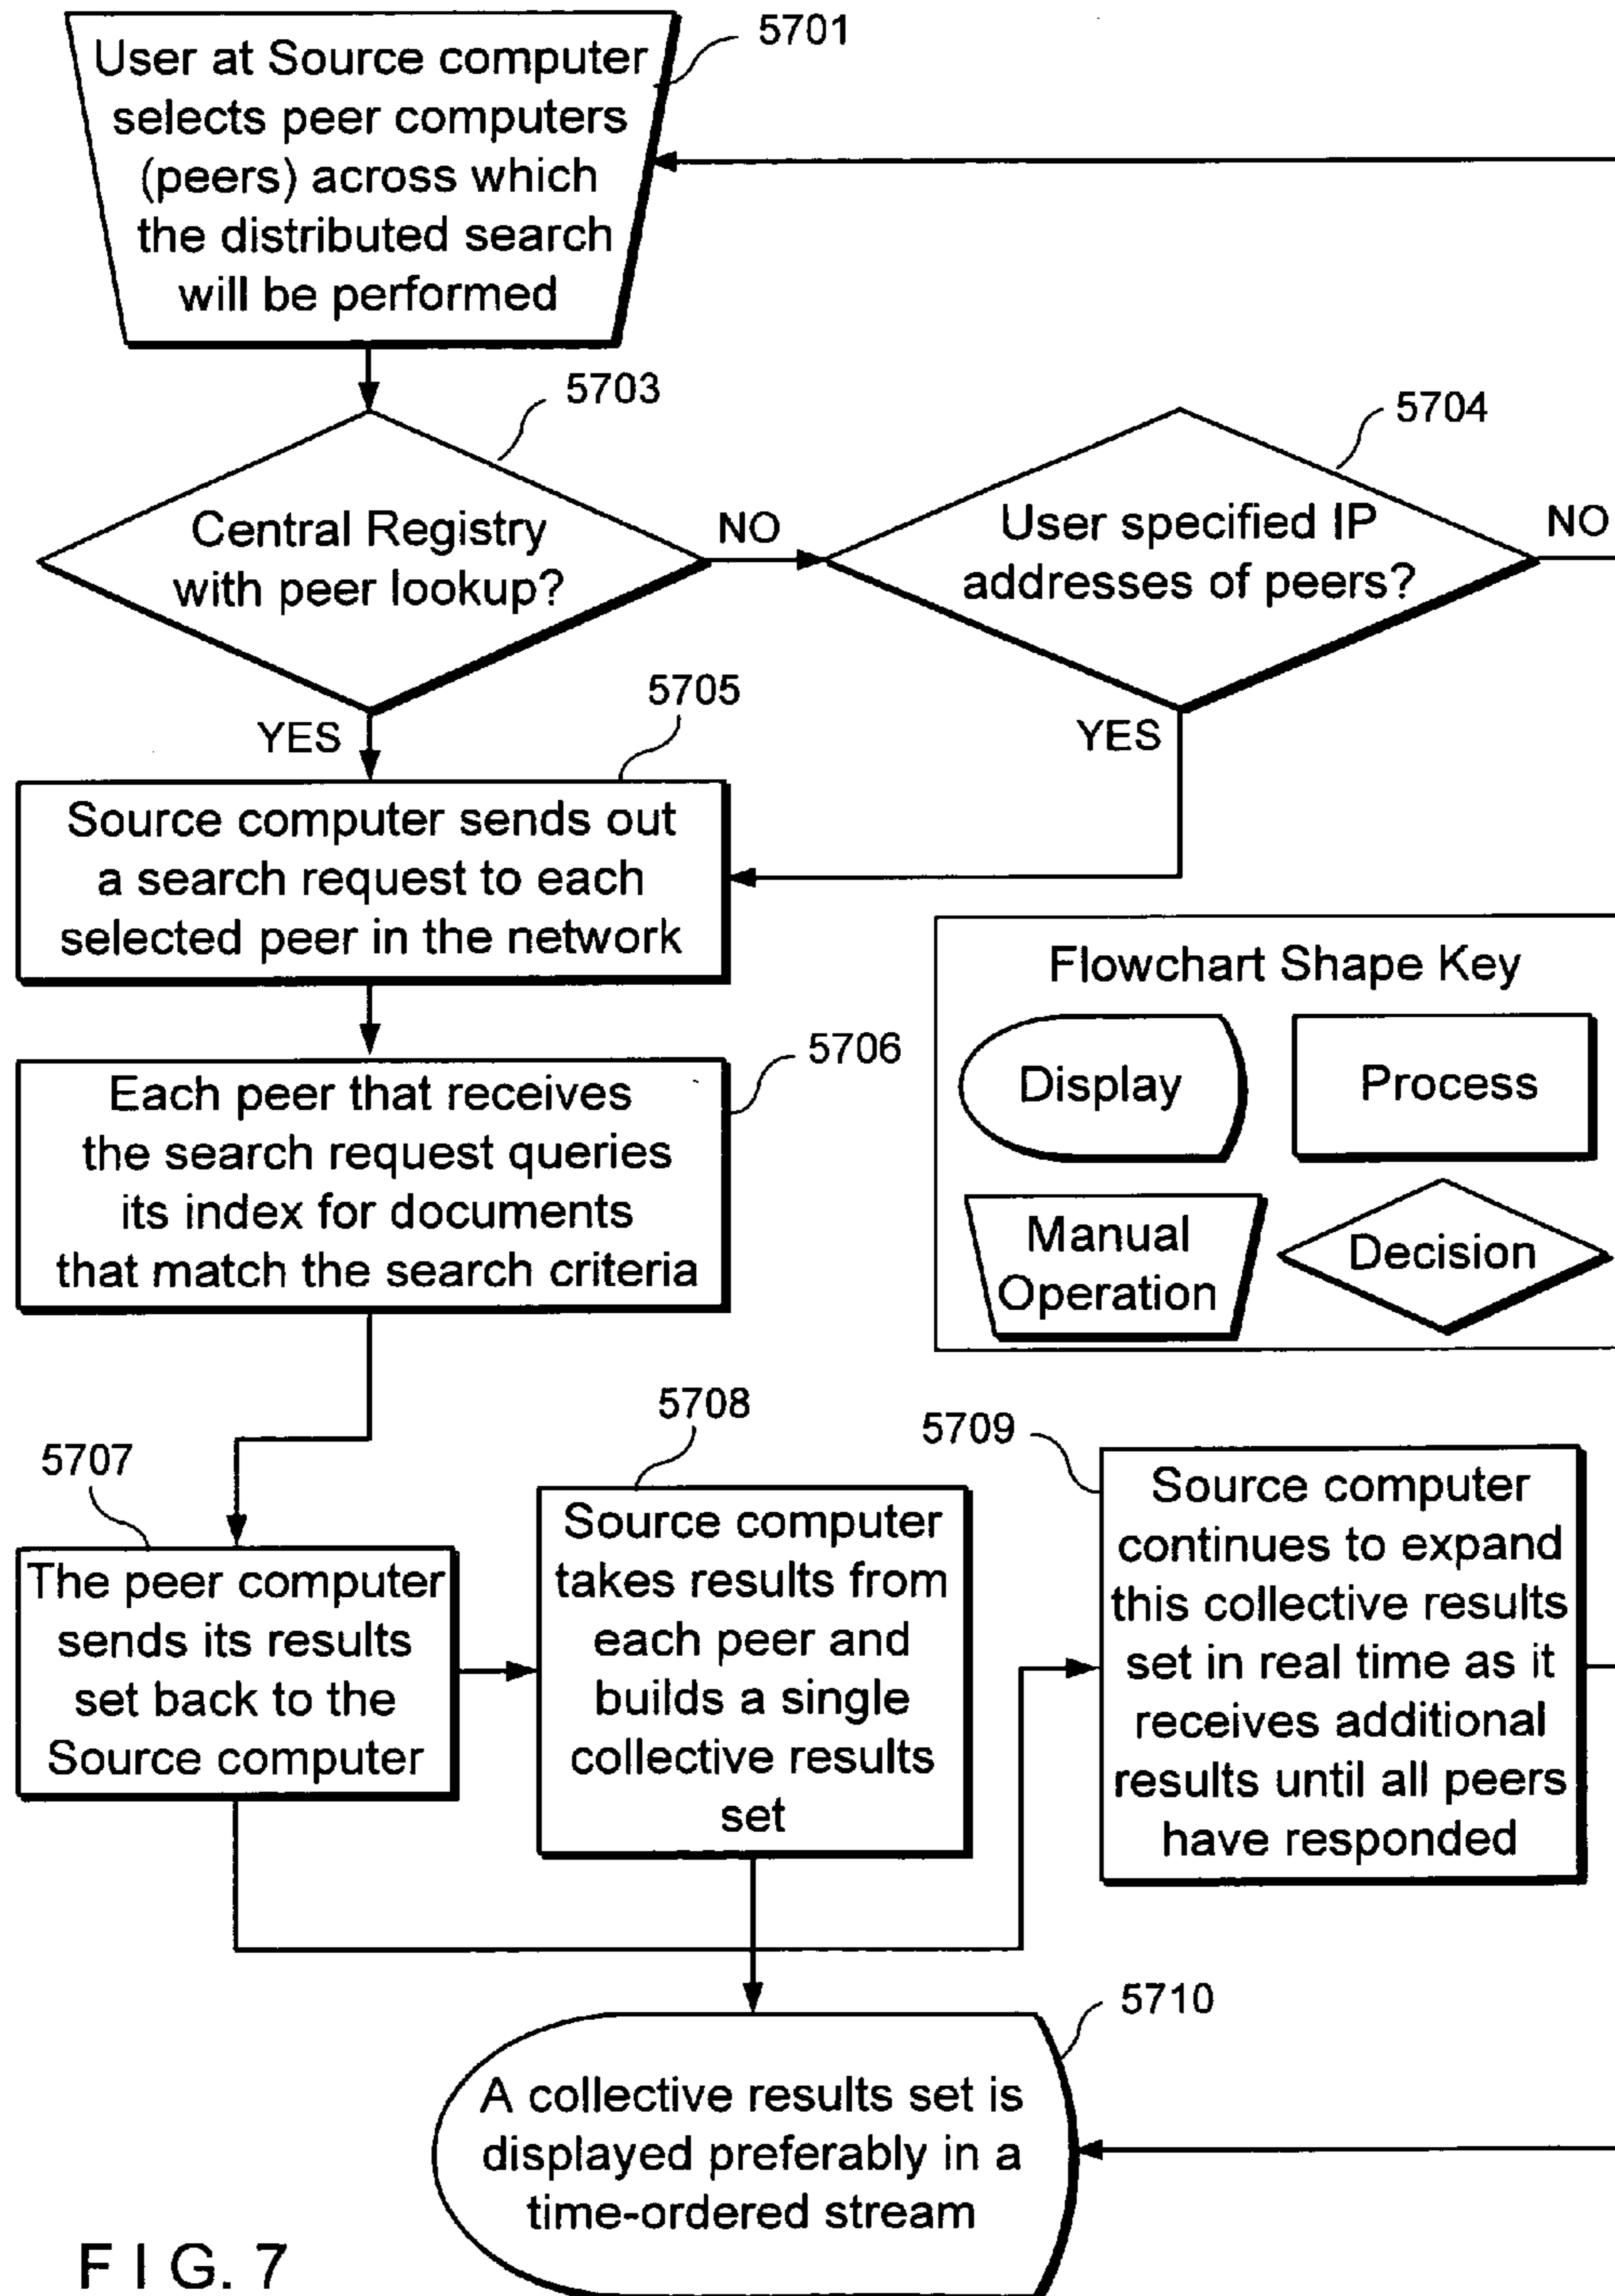 User at Source computer
selects peer computers
(peers) across which
the distributed search
will be performed
5701
Central Registry
with peer lookup?
5703
NO
User specified IP
addresses of peers?
5704
NO
YES
YES
5705
Source computer sends out
a search request to each
selected peer in the network
5706
Each peer that receives
the search request queries
its index for documents
that match the search criteria
Flowchart Shape Key
Display
Process
Manual
Operation
Decision
5707
The peer computer
sends its results
set back to the
Source computer
5708
Source computer
takes results from
each peer and
builds a single
collective results
set
5709
Source computer
continues to expand
this collective results
set in real time as it
receives additional
results until all peers
have responded
5710
A collective results set is
displayed preferably in a
time-ordered stream
F I G. 7